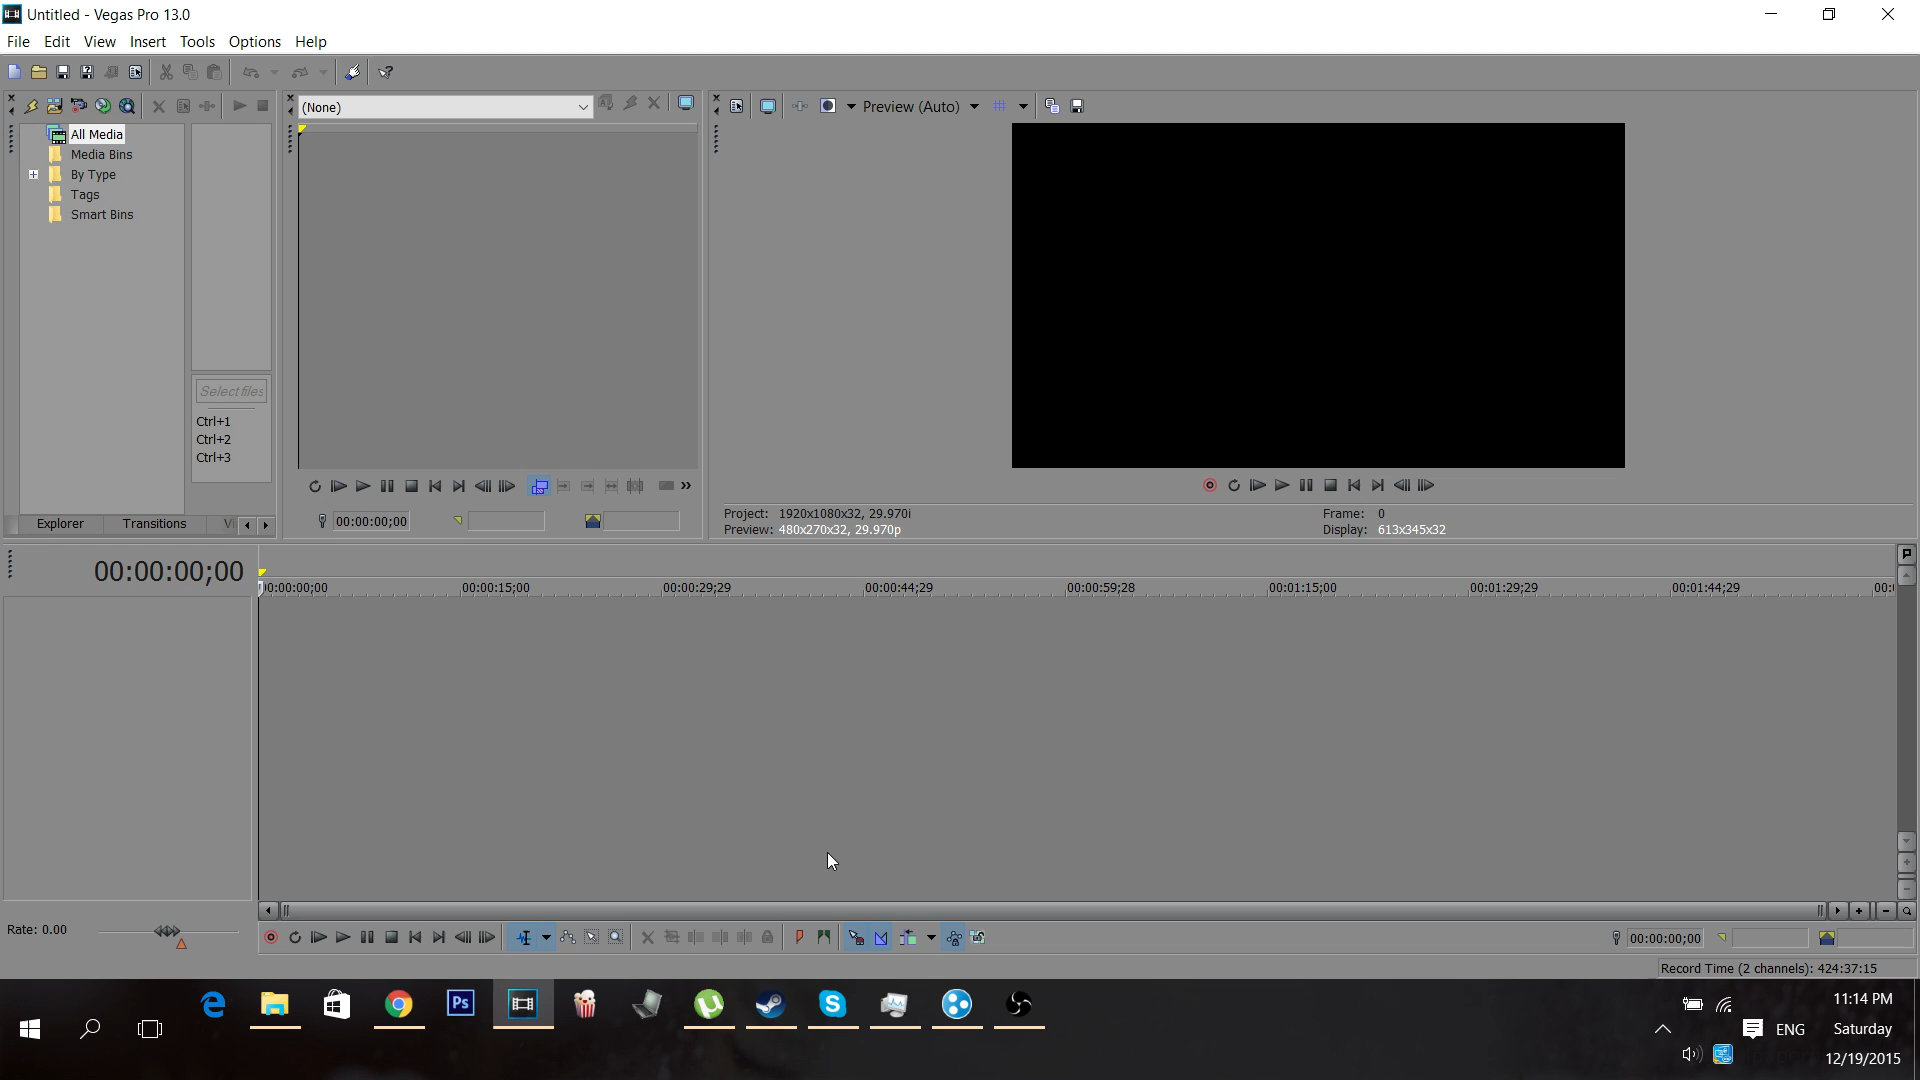 Untitled - Vegas Pro 13.0
File Edit View Insert Tools Options Help
(None)
Preview (Auto)
All Media
Media Bins
By Type
Tags
Smart Bins
Select files
Ctrl+1
Ctrl+2
Ctrl+3
00:00:00;00
Explorer Transitions Vi
Project: 1920x1080x32, 29.970i
Preview: 480x270x32, 29.970p
Frame: 0
Display: 613x345x32
00:00:00;00
00:00:00;00 00:00:15;00 00:00:29;29 00:00:44;29 00:00:59;28 00:01:15;00 00:01:29;29 00:01:44;29 00:
Rate: 0.00
00:00:00;00
Record Time (2 channels): 424:37:15
Ps
11:14 PM
ENG Saturday
12/19/2015